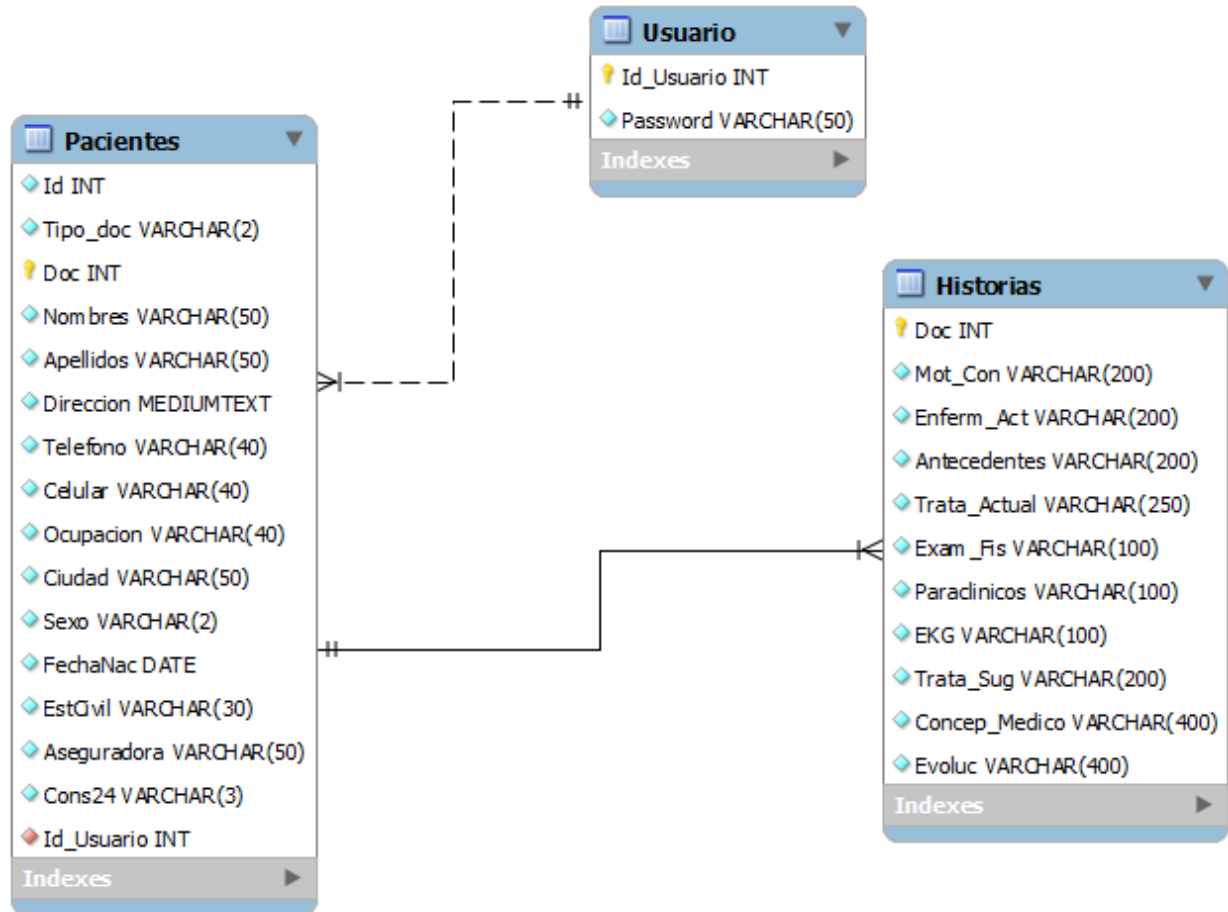 Usuario
Id_Usuario INT
Password VARCHAR(50)
Indexes
Pacientes
Id INT
Tipo_doc VARCHAR(2)
Doc INT
Nombres VARCHAR(50)
Apellidos VARCHAR(50)
Direccion MEDIUMTEXT
Telefono VARCHAR(40)
Celular VARCHAR(40)
Ocupacion VARCHAR(40)
Ciudad VARCHAR(50)
Sexo VARCHAR(2)
FechaNac DATE
EstCivil VARCHAR(30)
Aseguradora VARCHAR(50)
Cons24 VARCHAR(3)
Id_Usuario INT
Indexes
Historias
Doc INT
Mot_Con VARCHAR(200)
Enferm_Act VARCHAR(200)
Antecedentes VARCHAR(200)
Trata_Actual VARCHAR(250)
Exam_Fis VARCHAR(100)
Paraclinicos VARCHAR(100)
EKG VARCHAR(100)
Trata_Sug VARCHAR(200)
Concep_Medico VARCHAR(400)
Evoluc VARCHAR(400)
Indexes